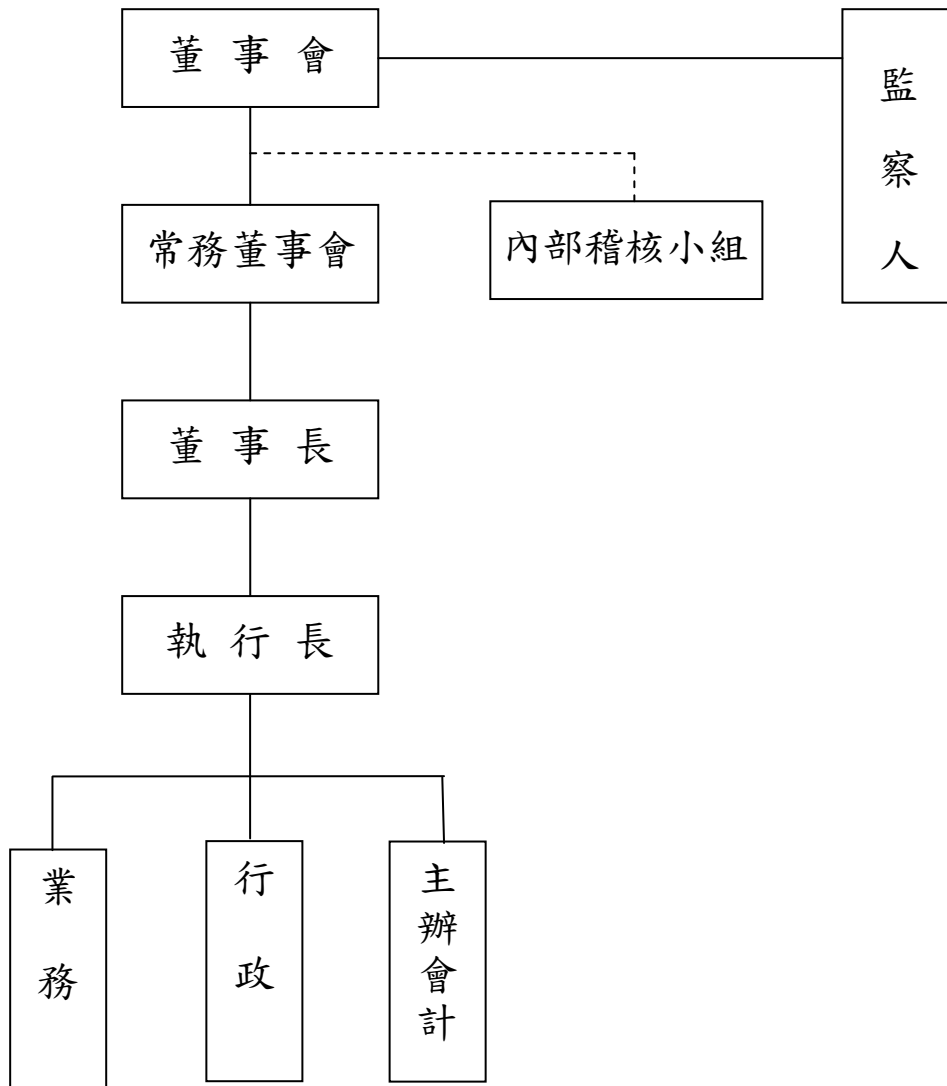 董事會
監察人
常務董事會
內部稽核小組
董事長
執行長
業務
行政
主辦會計